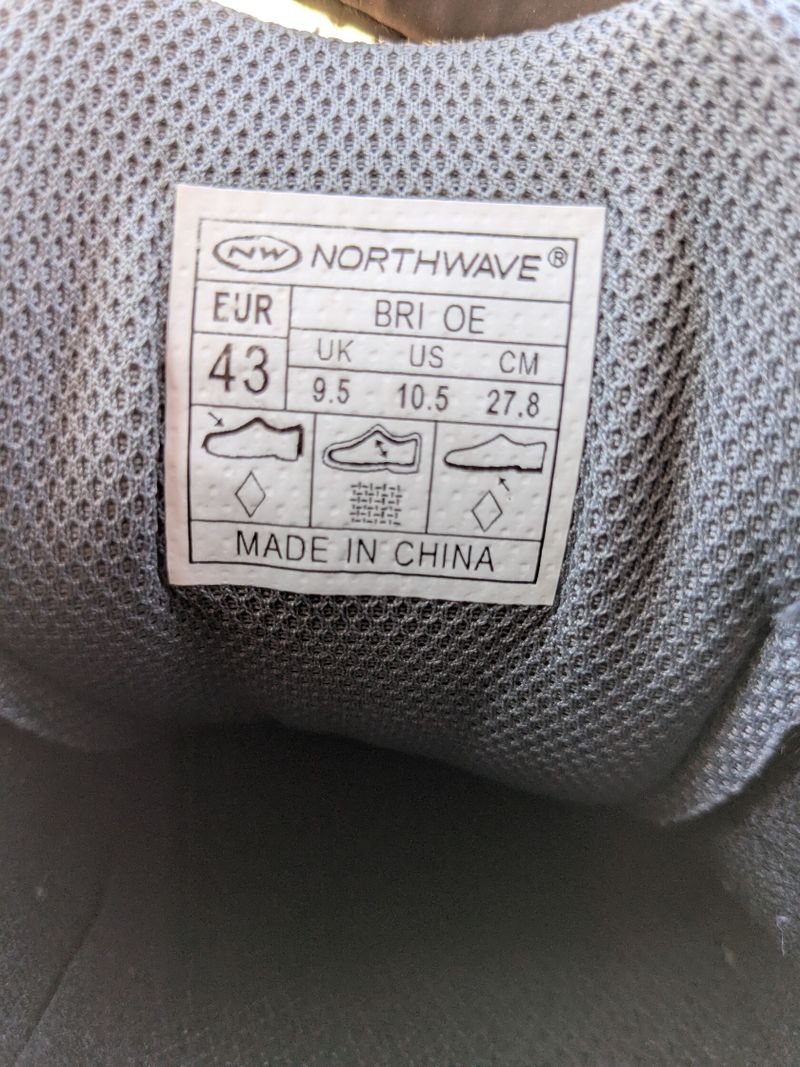 NW NORTHWAVE®
EUR
BRI OE
43
UK US CM
9.5 10.5 27.8
MADE IN CHINA